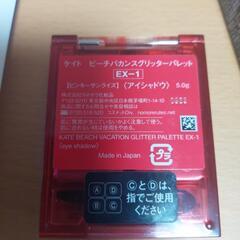 ケイト ビーチバカンスグリッターパレット
EX-1
[ピンキーサンライズ] 〈アイシャドウ〉 5.0g
KATE BEACH VACATION GLITTER PALETTE EX-1
(eye shadow)
Made in Japan
プラ
A D
B C
ⒸとⒹは、
指でご使用
ください